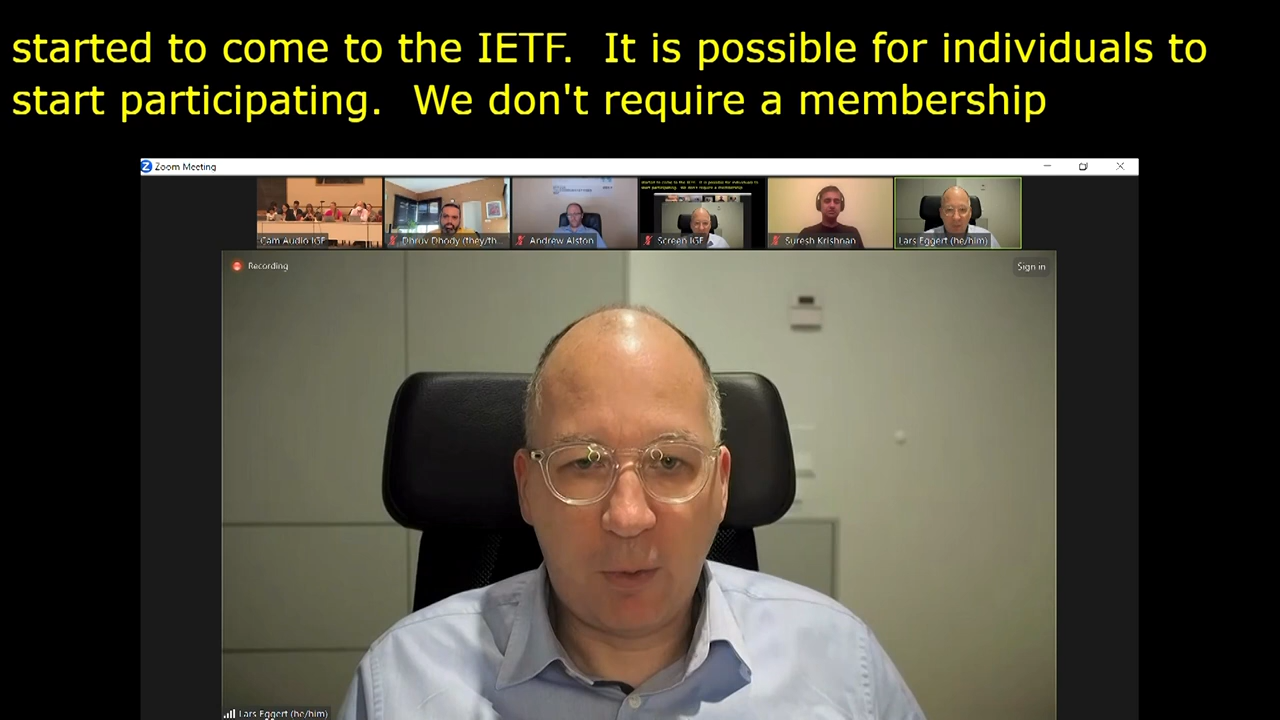 started to come to the IETF.  It is possible for individuals to
start participating.  We don't require a membership
Zoom Meeting
Cam Audio IGF
Dhruv Dhody (they/th...
Andrew Alston
Screen IGF
Suresh Krishnan
Lars Eggert (he/him)
Recording
Sign in
Lars Eggert (he/him)